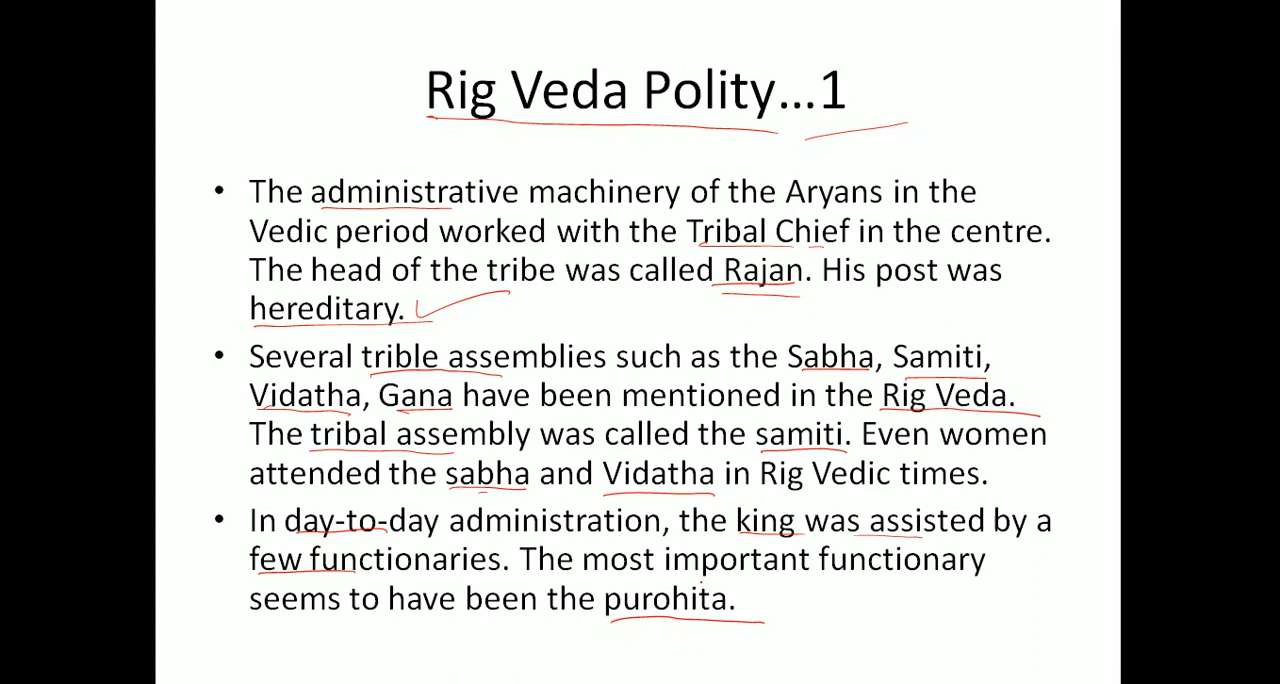 Rig Veda Polity...1
• The administrative machinery of the Aryans in the
Vedic period worked with the Tribal Chief in the centre.
The head of the tribe was called Rajan. His post was
hereditary.
• Several trible assemblies such as the Sabha, Samiti,
Vidatha, Gana have been mentioned in the Rig Veda.
The tribal assembly was called the samiti. Even women
attended the sabha and Vidatha in Rig Vedic times.
• In day-to-day administration, the king was assisted by a
few functionaries. The most important functionary
seems to have been the purohita.